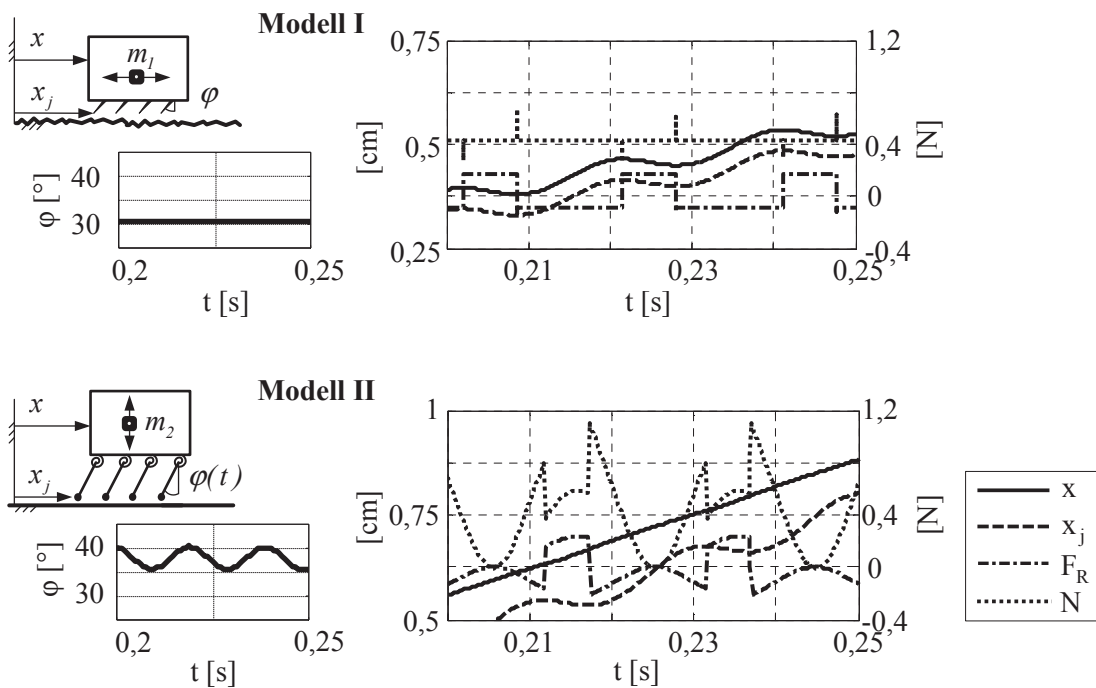 Modell I
x
m1
xj
φ
φ [°]
40
30
0,2
0,25
t [s]
0,75
0,5
0,25
[cm]
1,2
0,4
0
-0,4
[N]
0,21
0,23
0,25
t [s]
Modell II
x
m2
xj
φ(t)
φ [°]
40
30
0,2
0,25
t [s]
1
0,75
0,5
[cm]
1,2
0,4
0
-0,4
[N]
0,21
0,23
0,25
t [s]
x
xj
FR
N